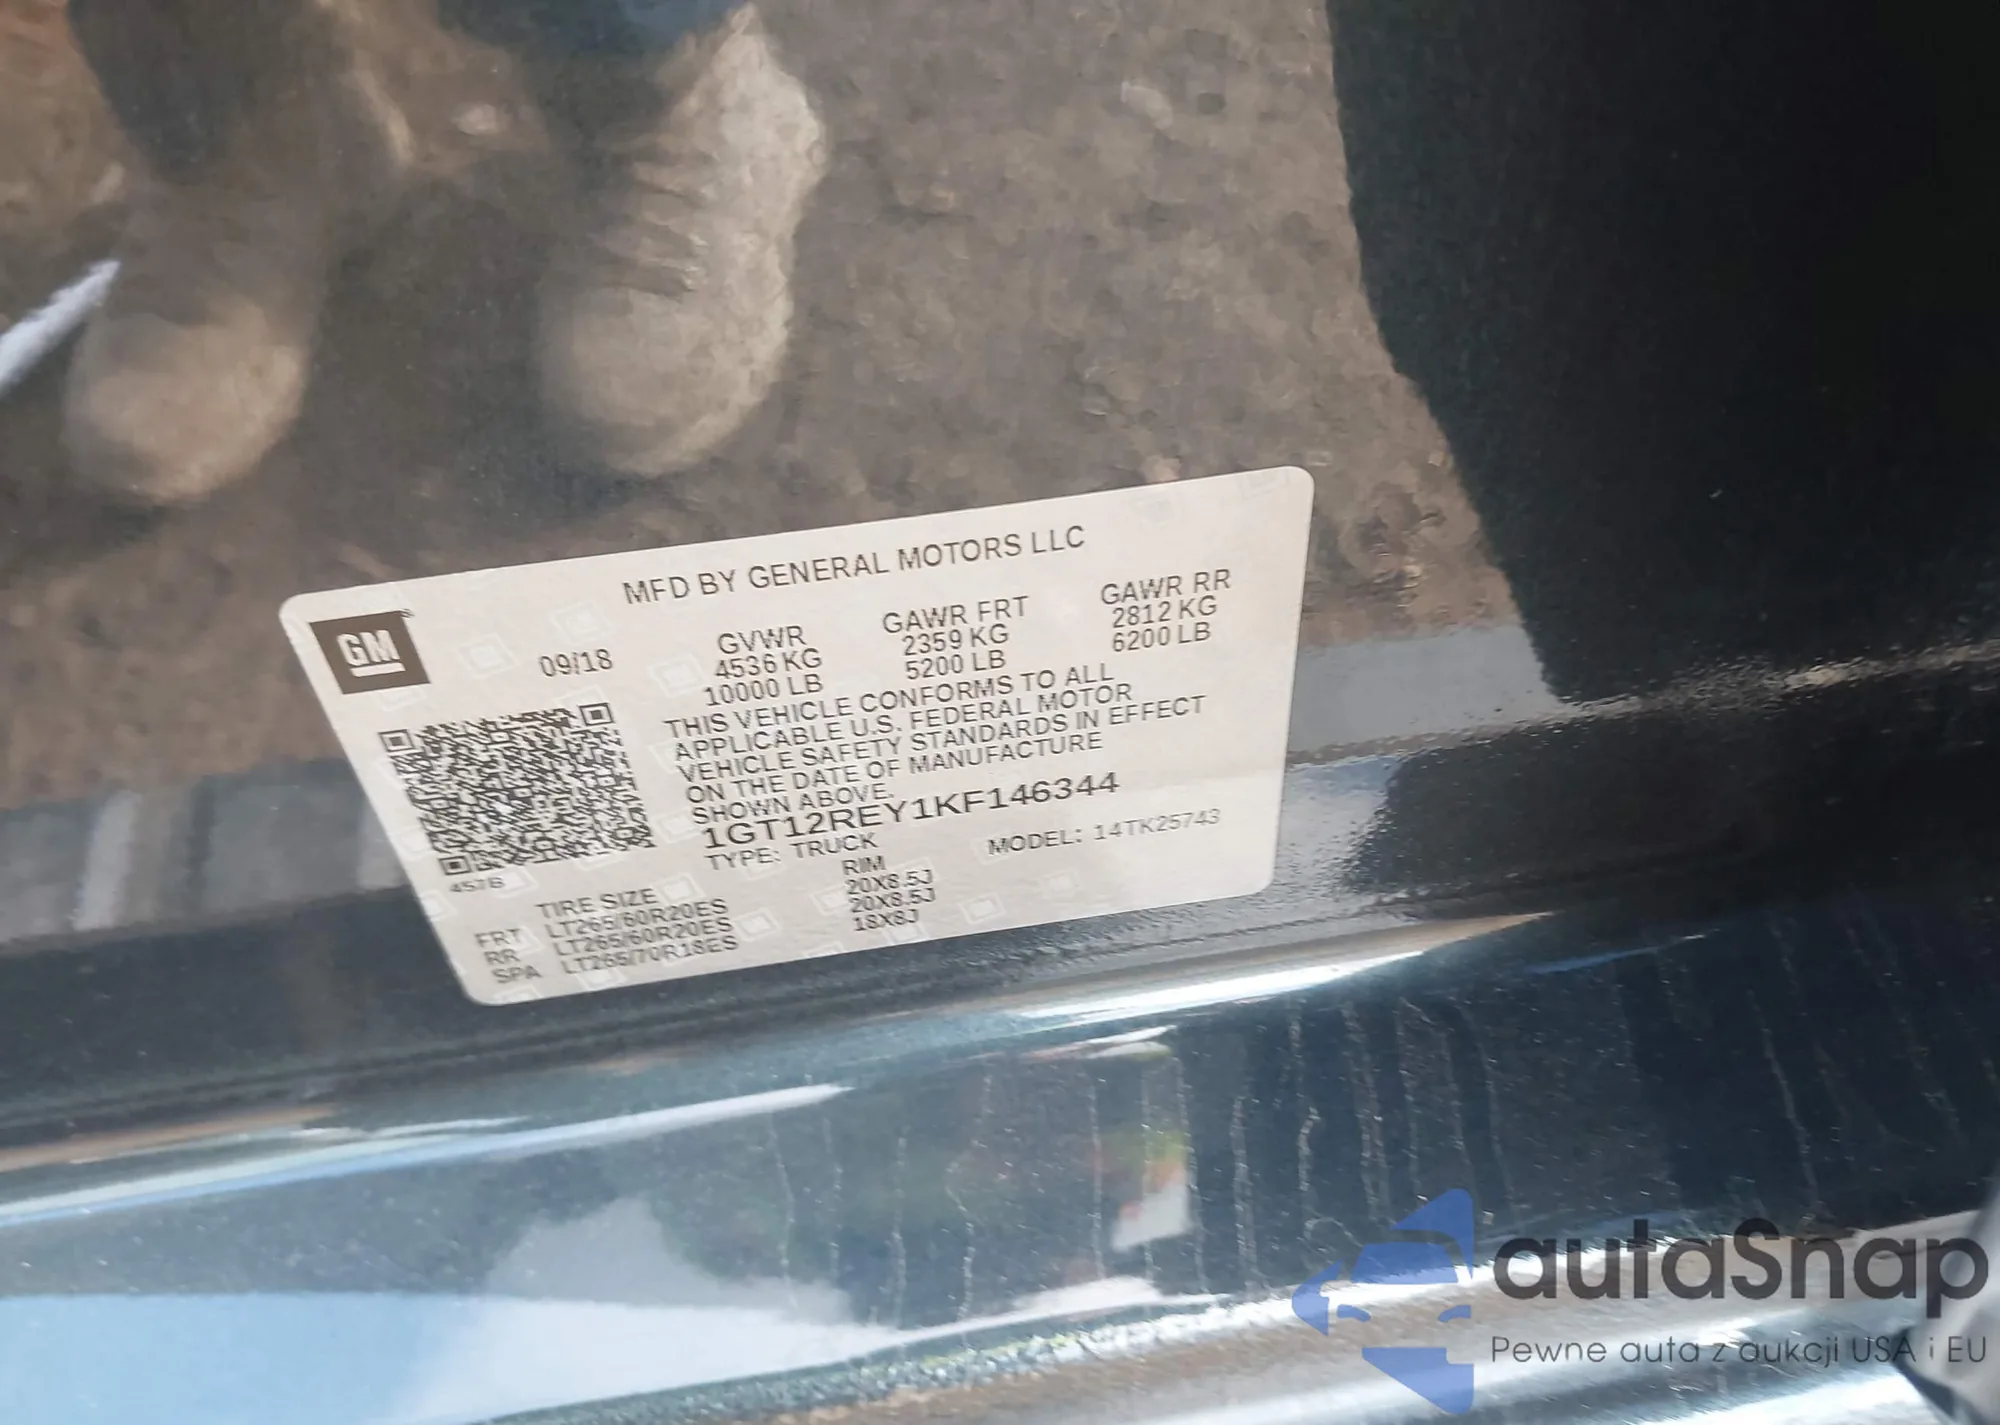 MFD BY GENERAL MOTORS LLC
GM
09/18
GVWR
4536 KG
10000 LB
GAWR FRT
2359 KG
5200 LB
GAWR RR
2812 KG
6200 LB
THIS VEHICLE CONFORMS TO ALL
APPLICABLE U.S. FEDERAL MOTOR
VEHICLE SAFETY STANDARDS IN EFFECT
ON THE DATE OF MANUFACTURE
SHOWN ABOVE.
1GT12REY1KF146344
TYPE: TRUCK
MODEL: 14TK25743
457B
TIRE SIZE
RIM
FRT LT265/60R20ES 20X8.5J
RR LT265/60R20ES 20X8.5J
SPA LT265/70R18ES 18X8J
autaSnap
Pewne auta z aukcji USA i EU